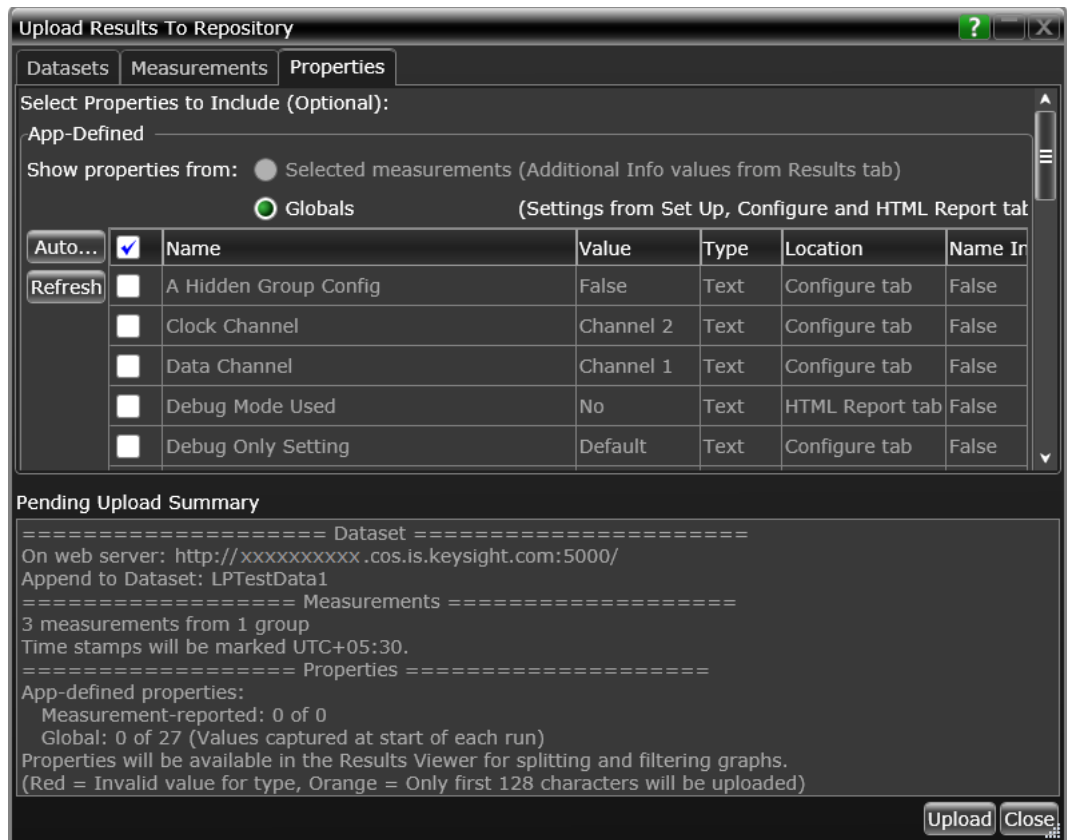 Upload Results To Repository
?
X
Datasets Measurements Properties
Select Properties to Include (Optional):
App-Defined
Show properties from: Selected measurements (Additional Info values from Results tab)
Globals (Settings from Set Up, Configure and HTML Report tab
Auto... Name Value Type Location Name In
Refresh A Hidden Group Config False Text Configure tab False
Clock Channel Channel 2 Text Configure tab False
Data Channel Channel 1 Text Configure tab False
Debug Mode Used No Text HTML Report tab False
Debug Only Setting Default Text Configure tab False
Pending Upload Summary
==================== Dataset ======================
On web server: http://xxxxxxxxxx.cos.is.keysight.com:5000/
Append to Dataset: LPTestData1
================== Measurements ===================
3 measurements from 1 group
Time stamps will be marked UTC+05:30.
================== Properties ====================
App-defined properties:
Measurement-reported: 0 of 0
Global: 0 of 27 (Values captured at start of each run)
Properties will be available in the Results Viewer for splitting and filtering graphs.
(Red = Invalid value for type, Orange = Only first 128 characters will be uploaded)
Upload Close